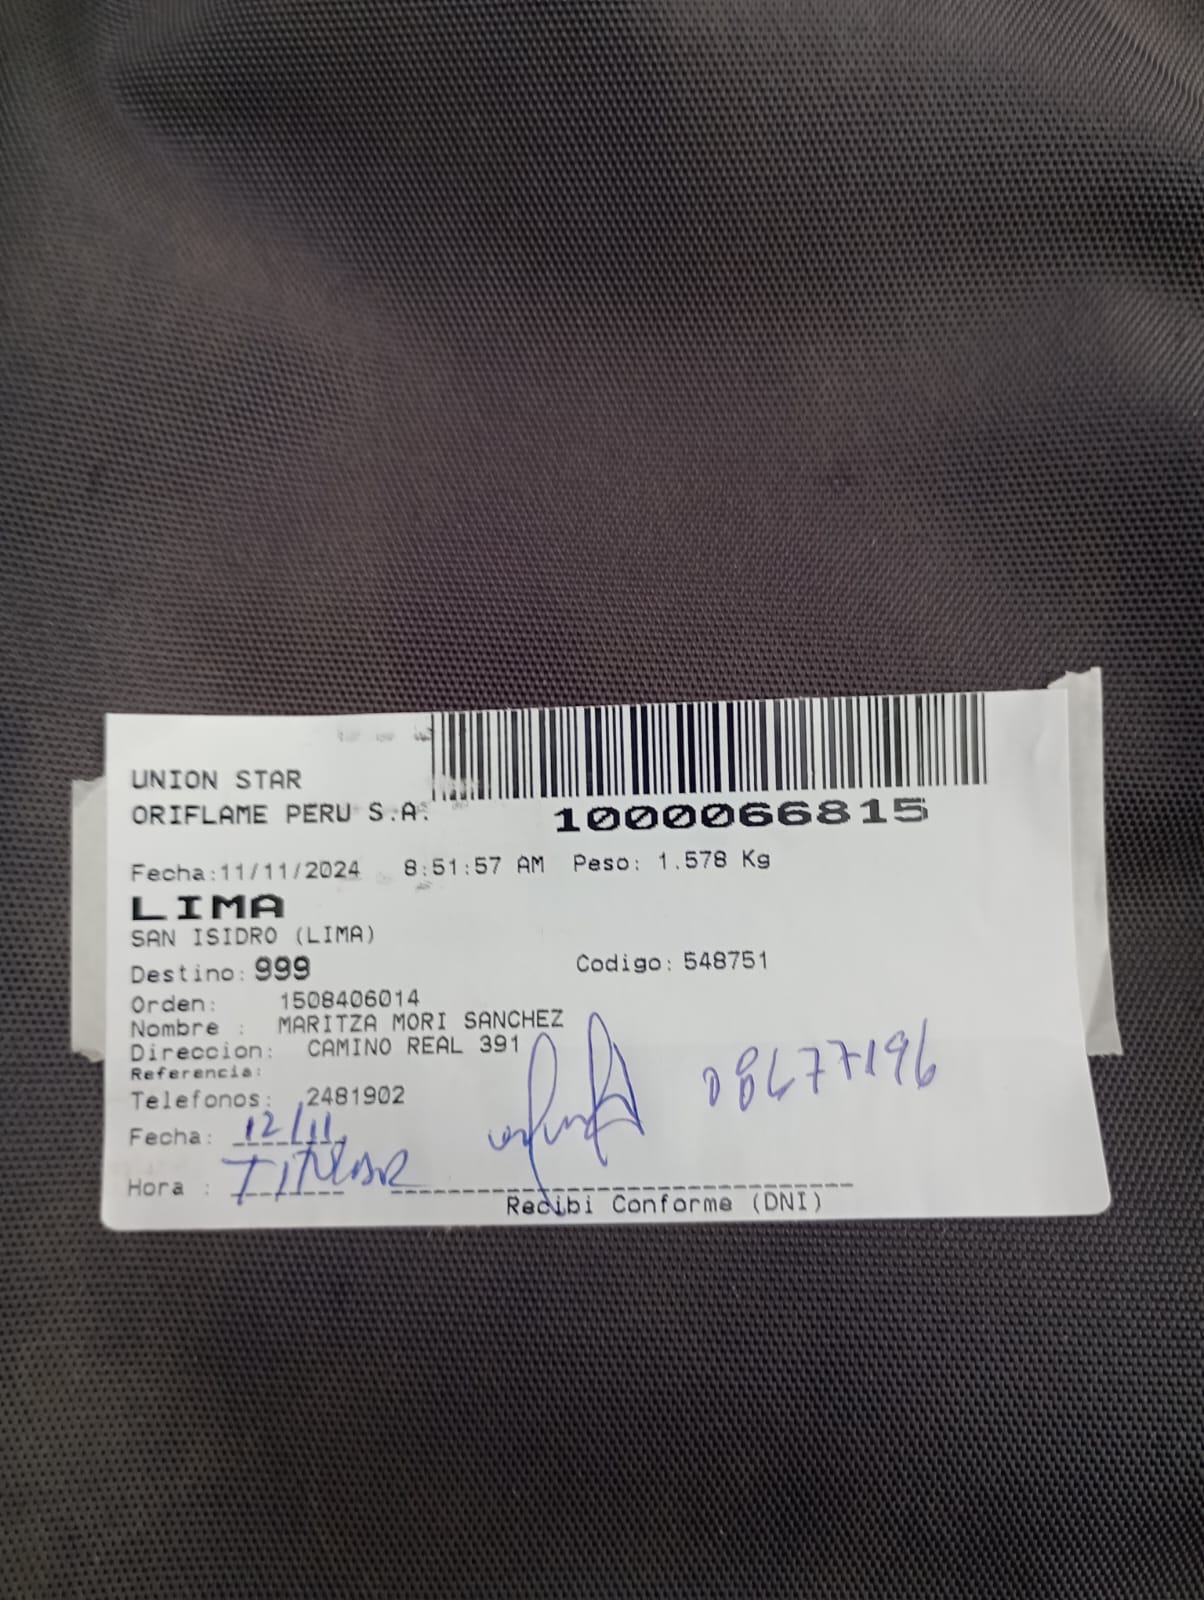 UNION STAR
ORIFLAME PERU S.A.
1000066815
Fecha:11/11/2024 8:51:57 AM Peso: 1.578 Kg
LIMA
SAN ISIDRO (LIMA)
Destino: 999 Codigo: 548751
Orden: 1508406014
Nombre : MARITZA MORI SANCHEZ
Direccion: CAMINO REAL 391
Referencia:
Telefonos: 2481902
Fecha: 12/11
Hora : TITULAR
Recibi Conforme (DNI)